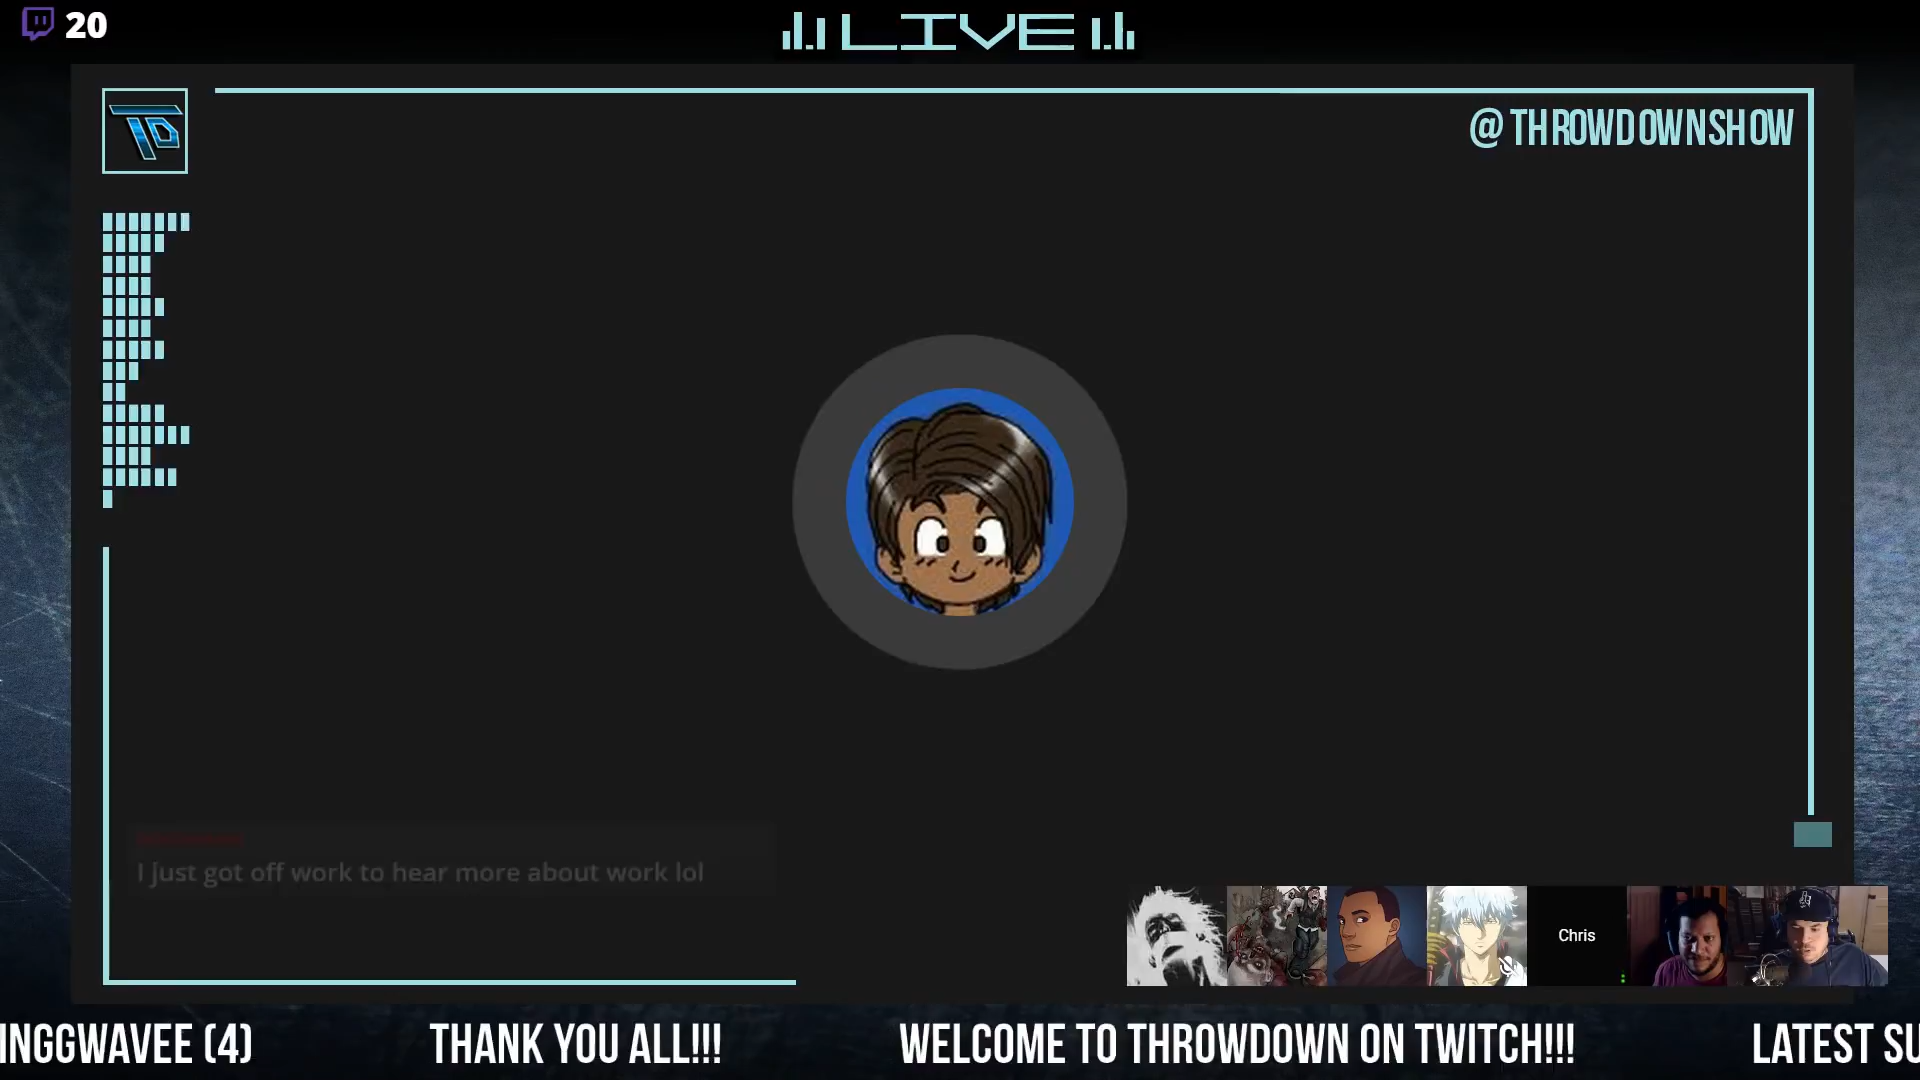 20
LIVE
TD
@THROWDOWNSHOW
I just got off work to hear more about work lol
Chris
INGGWAVEE (4) THANK YOU ALL!!! WELCOME TO THROWDOWN ON TWITCH!!! LATEST SU